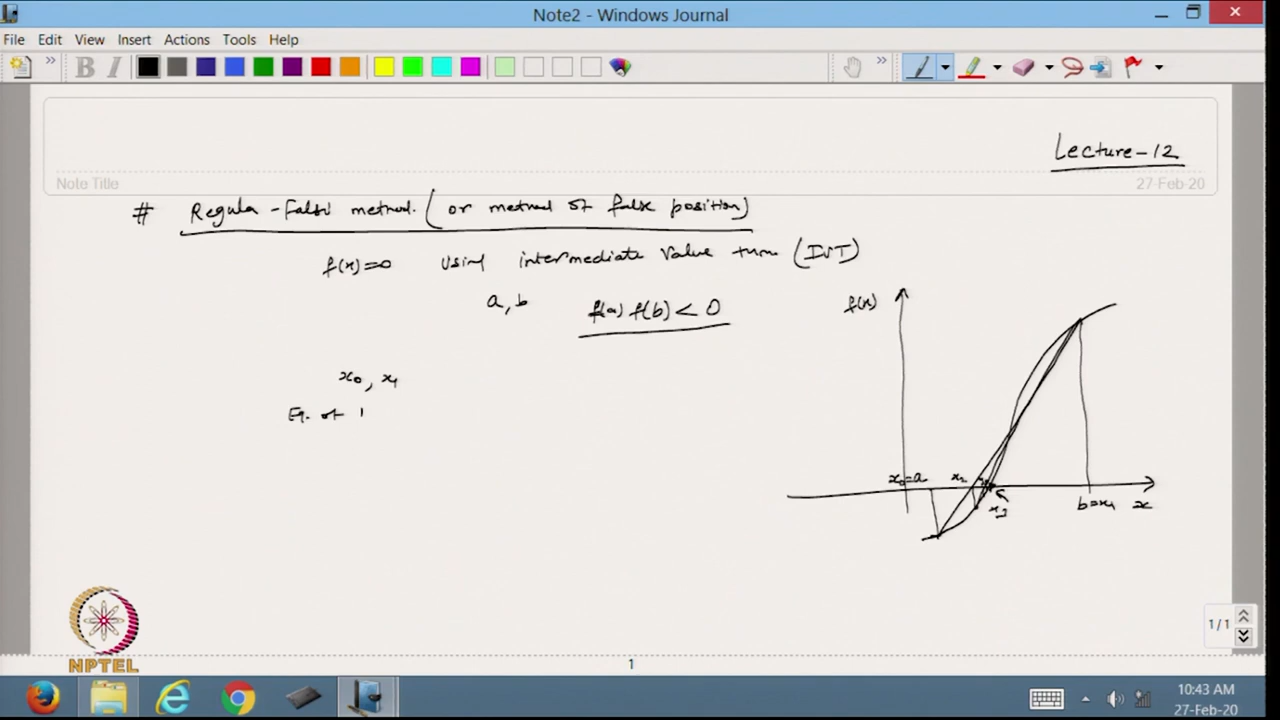 Note2 - Windows Journal
File Edit View Insert Actions Tools Help
Lecture-12
Note Title
27-Feb-20
# Regula-Falsi method. (or method of false position)
f(x)=0 using intermediate value (IVT)
a, b f(a) f(b) < 0
f(x)
x₀, x₁
Eq. of l
x₀=a x₂
x₃
b=x₁ x
NPTEL
1/1
1
10:43 AM
27-Feb-20